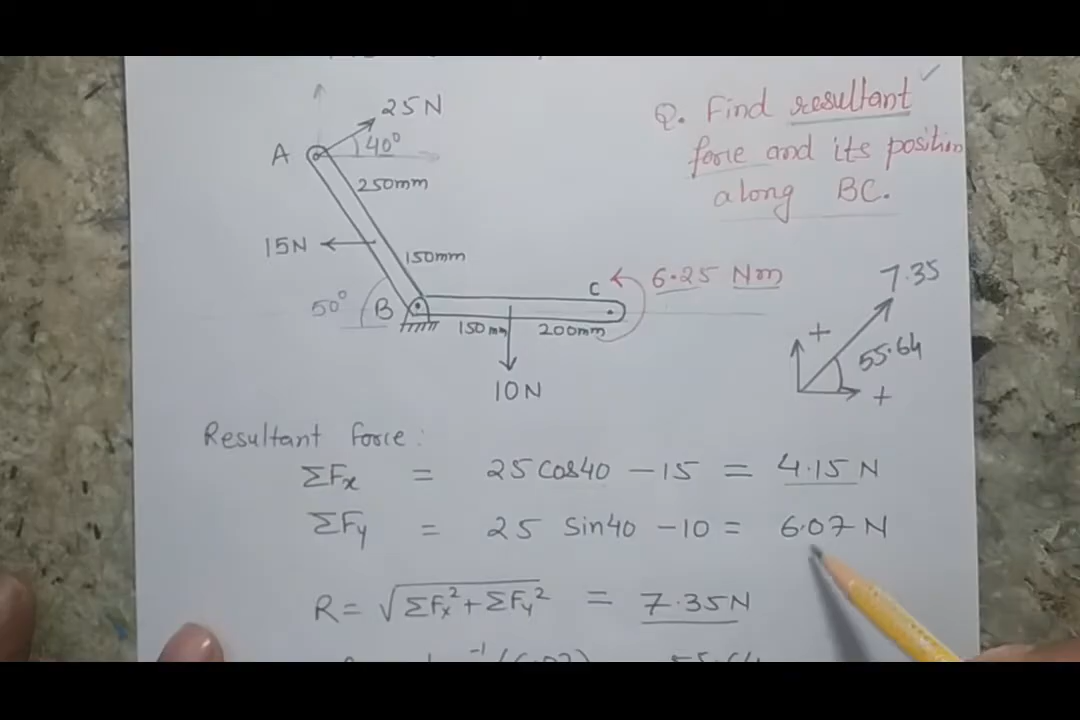 25N
40°
A
250mm
15N
150mm
50°
B
C
6.25 Nm
150mm
200mm
10N
Q. Find resultant
force and its position
along BC.
7.35
55.64
+
+
Resultant force :
ΣFx = 25 Cos40 -15 = 4.15 N
ΣFy = 25 Sin40 -10 = 6.07 N
R = √ΣFx²+ΣFy² = 7.35N